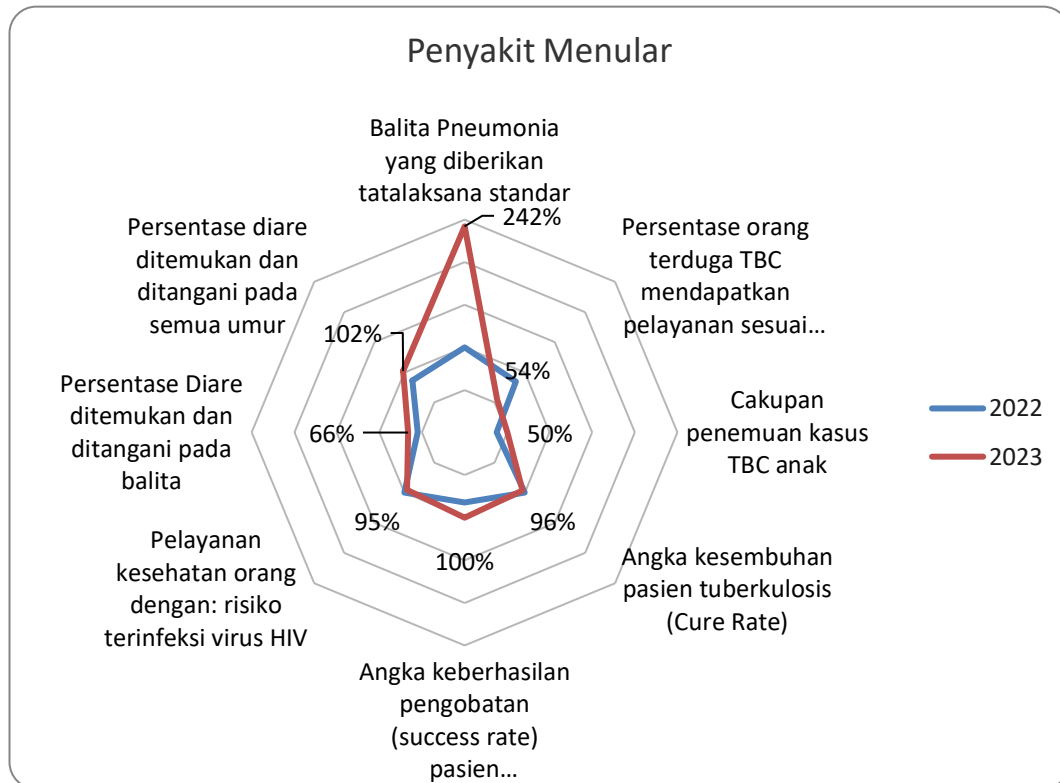 Penyakit Menular
Balita Pneumonia
yang diberikan
tatalaksana standar
242%
Persentase orang
terduga TBC
mendapatkan
pelayanan sesuai...
54%
Cakupan
penemuan kasus
TBC anak
50%
Angka kesembuhan
pasien tuberkulosis
(Cure Rate)
96%
Angka keberhasilan
pengobatan
(success rate)
pasien...
100%
Pelayanan
kesehatan orang
dengan: risiko
terinfeksi virus HIV
95%
Persentase Diare
ditemukan dan
ditangani pada
balita
66%
Persentase diare
ditemukan dan
ditangani pada
semua umur
102%
2022
2023